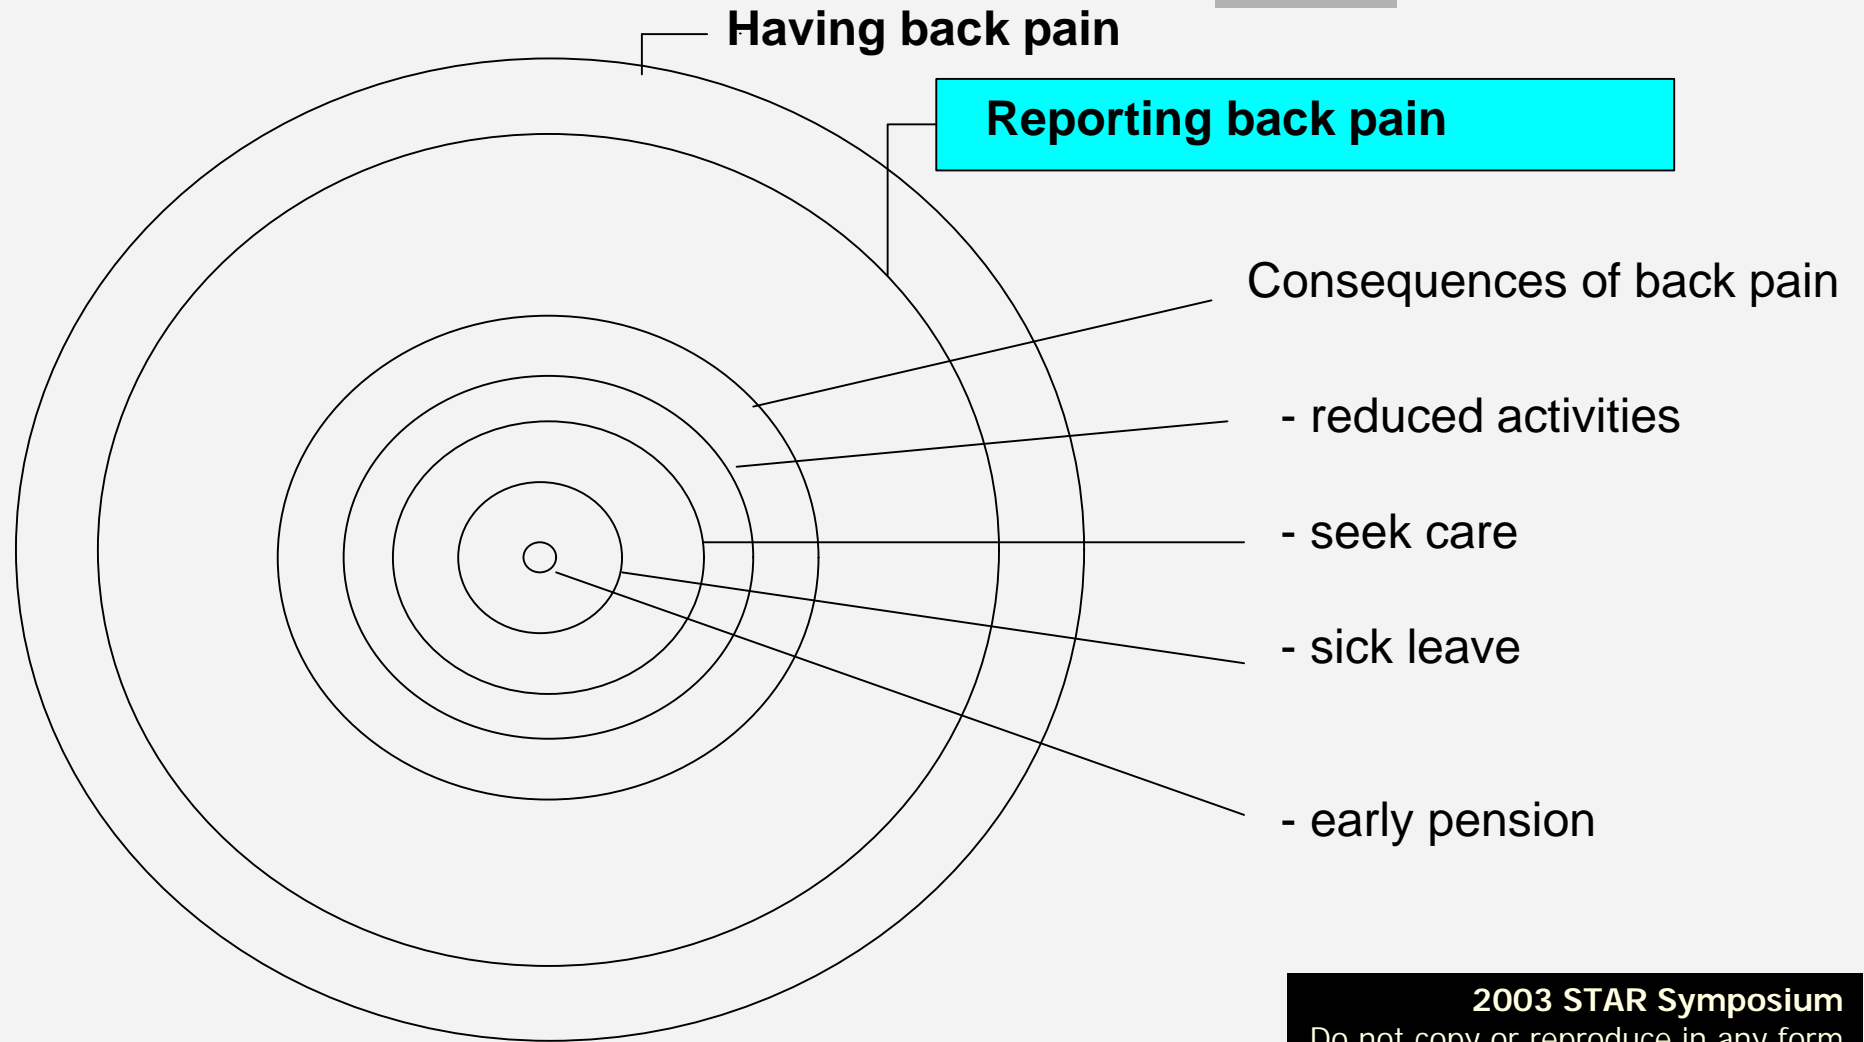 Having back pain
Reporting back pain
Consequences of back pain
- reduced activities
- seek care
- sick leave
- early pension
2003 STAR Symposium
Do not copy or reproduce in any form